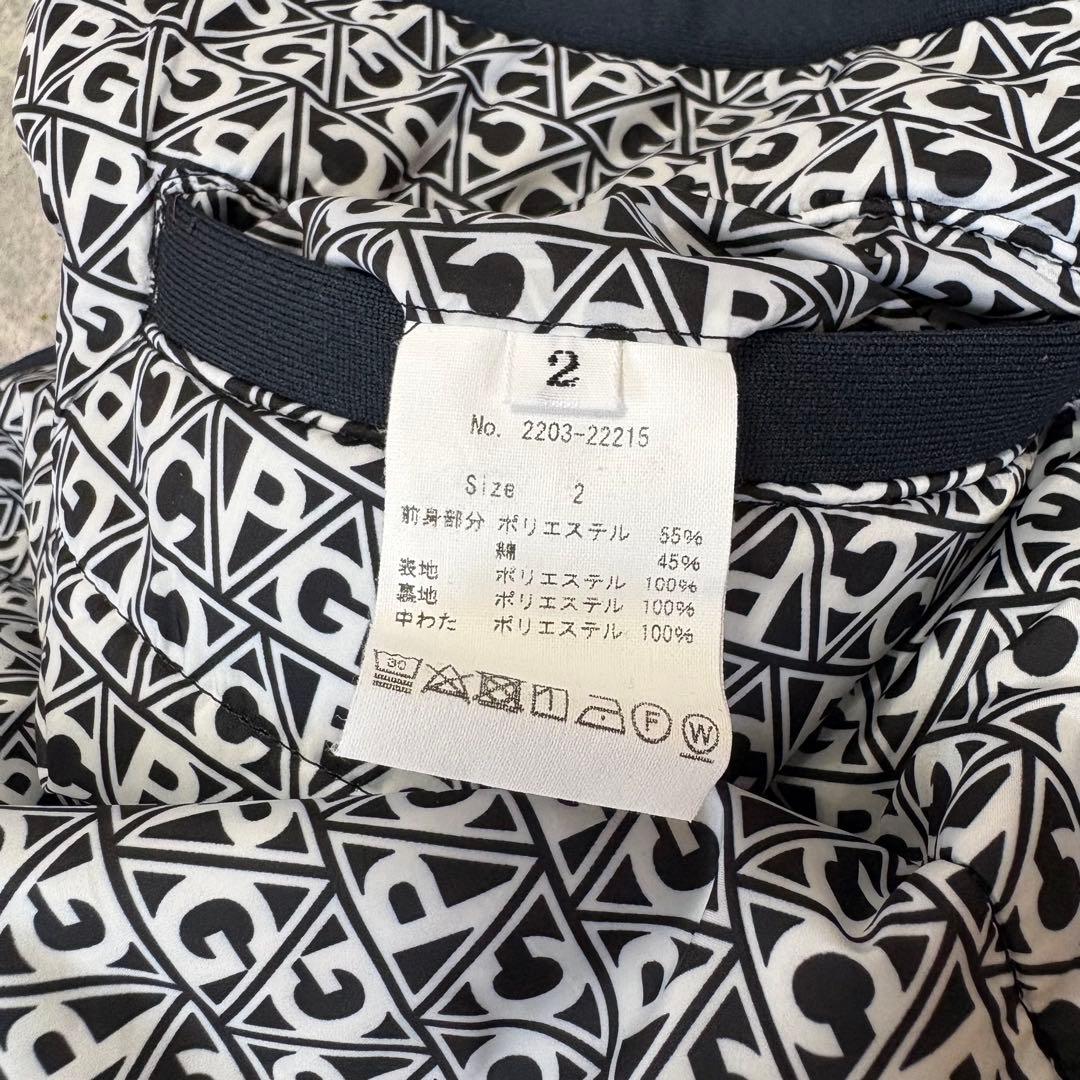 2
No. 2203-22215
Size 2
前身部分 ポリエステル 55%
綿 45%
表地 ポリエステル 100%
裏地 ポリエステル 100%
中わた ポリエステル 100%
30 F W